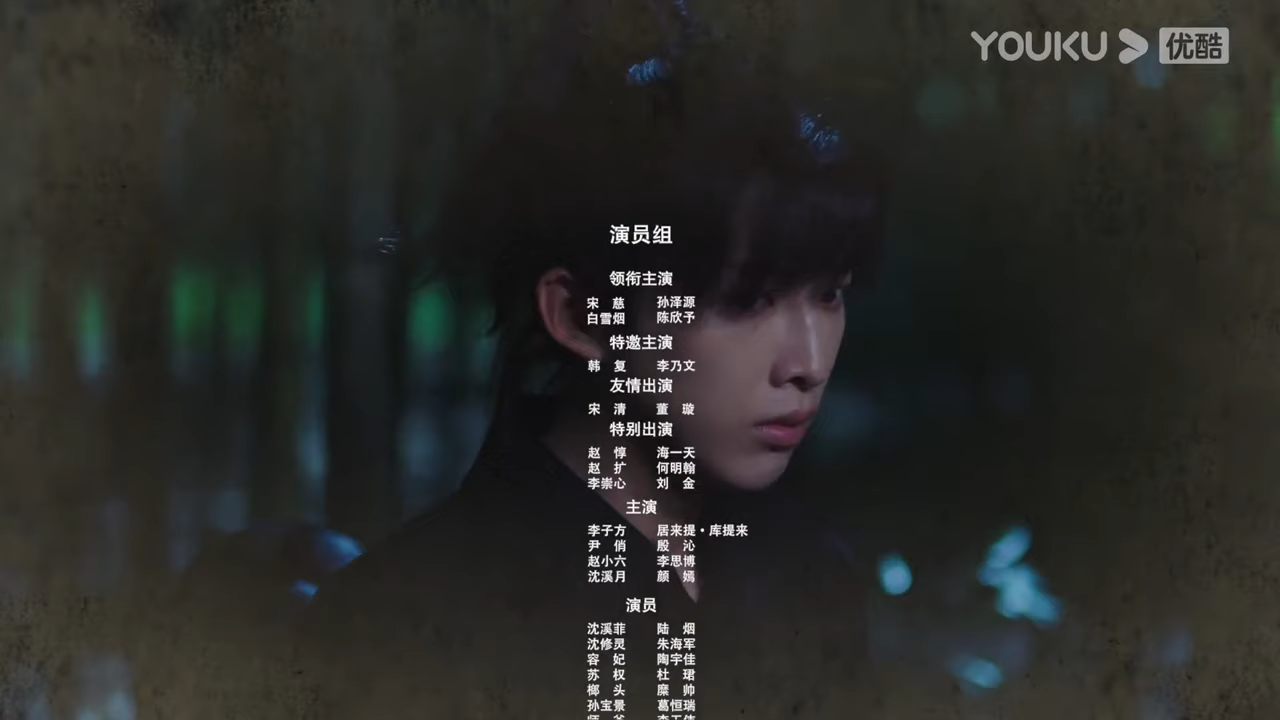 YOUKU 优酷
演员组
领衔主演
宋 慈 孙泽源
白雪烟 陈欣予
特邀主演
韩 复 李乃文
友情出演
宋 清 董 璇
特别出演
赵 惇 海一天
赵 扩 何明翰
李崇心 刘 金
主演
李子方 居来提·库提来
尹 俏 殷 沁
赵小六 李思博
沈溪月 颜 嫣
演员
沈溪菲 陆 烟
沈修灵 朱海军
容 妃 陶宇佳
苏 权 杜 珺
榔 头 糜 帅
孙宝景 葛恒瑞